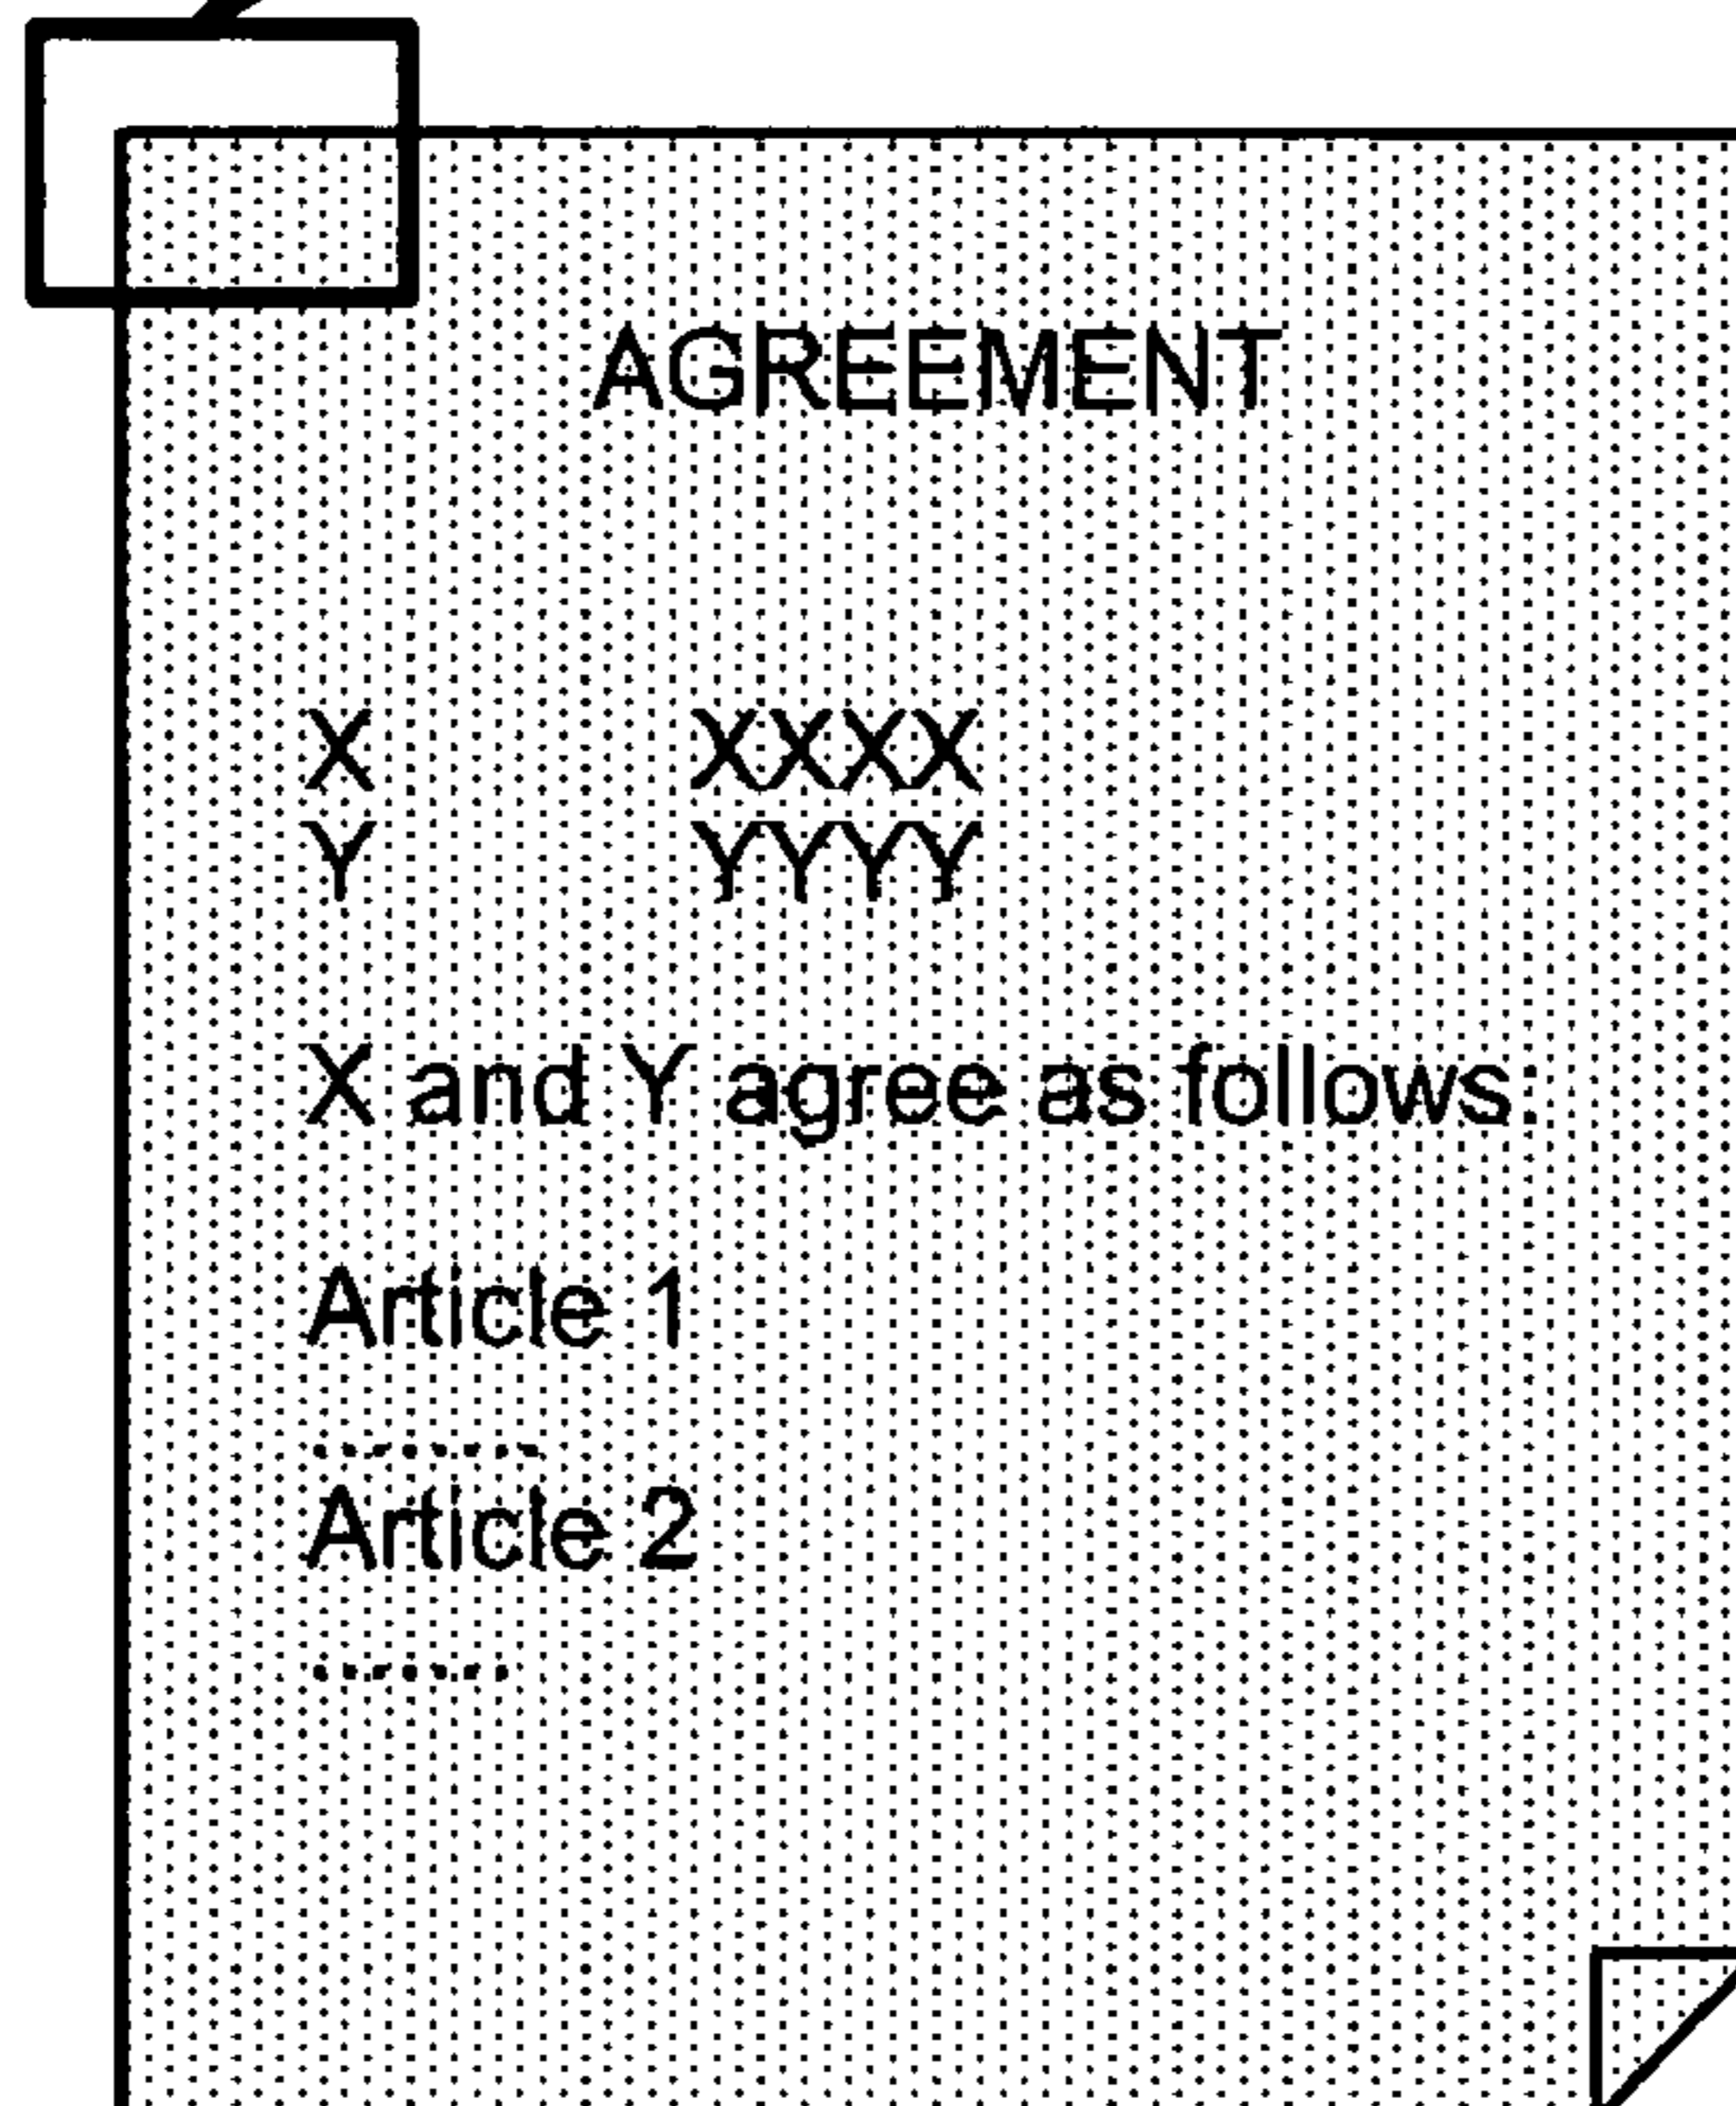 AGREEMENT
X XXXX
Y YYYY
X and Y agree as follows:
Article 1
........
Article 2
.......